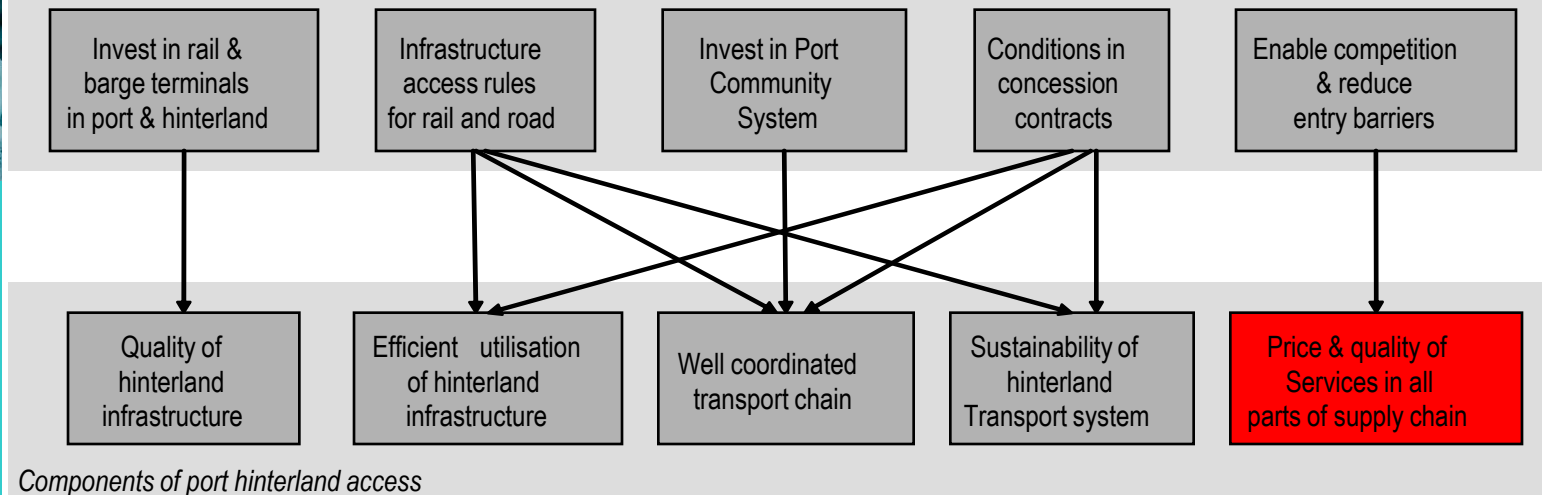 Invest in rail &
barge terminals
in port & hinterland
Infrastructure
access rules
for rail and road
Invest in Port
Community
System
Conditions in
concession
contracts
Enable competition
& reduce
entry barriers
Quality of
hinterland
infrastructure
Efficient utilisation
of hinterland
infrastructure
Well coordinated
transport chain
Sustainability of
hinterland
Transport system
Price & quality of
Services in all
parts of supply chain
Components of port hinterland access